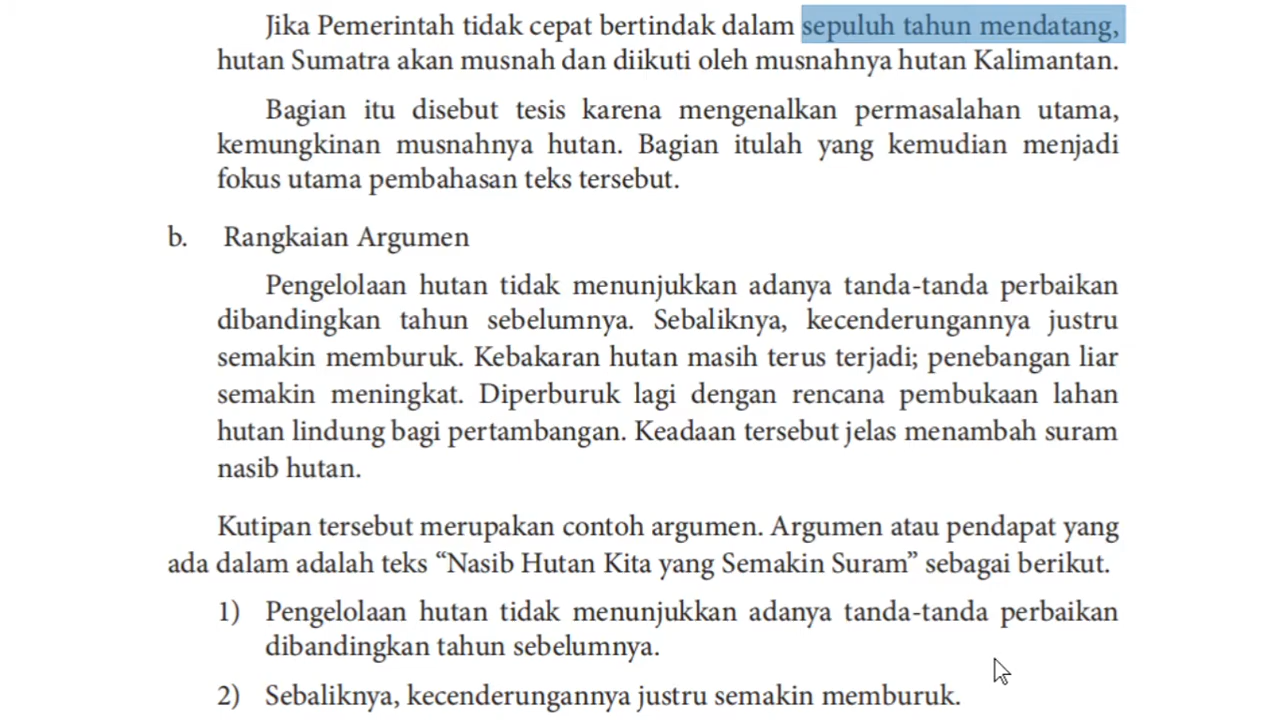 Jika Pemerintah tidak cepat bertindak dalam sepuluh tahun mendatang,
hutan Sumatra akan musnah dan diikuti oleh musnahnya hutan Kalimantan.
Bagian itu disebut tesis karena mengenalkan permasalahan utama,
kemungkinan musnahnya hutan. Bagian itulah yang kemudian menjadi
fokus utama pembahasan teks tersebut.
b. Rangkaian Argumen
Pengelolaan hutan tidak menunjukkan adanya tanda-tanda perbaikan
dibandingkan tahun sebelumnya. Sebaliknya, kecenderungannya justru
semakin memburuk. Kebakaran hutan masih terus terjadi; penebangan liar
semakin meningkat. Diperburuk lagi dengan rencana pembukaan lahan
hutan lindung bagi pertambangan. Keadaan tersebut jelas menambah suram
nasib hutan.
Kutipan tersebut merupakan contoh argumen. Argumen atau pendapat yang
ada dalam adalah teks “Nasib Hutan Kita yang Semakin Suram” sebagai berikut.
1) Pengelolaan hutan tidak menunjukkan adanya tanda-tanda perbaikan
dibandingkan tahun sebelumnya.
2) Sebaliknya, kecenderungannya justru semakin memburuk.